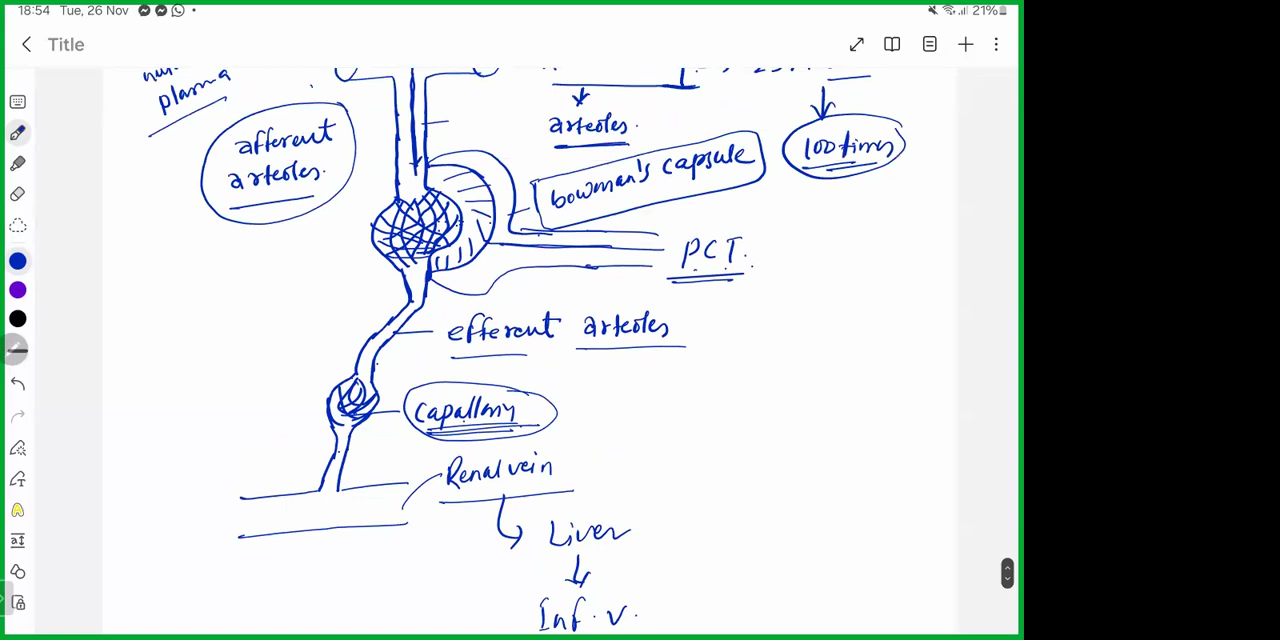 18:54 Tue, 26 Nov
21%
Title
plasma
afferent
arteoles.
arteoles.
100 times
bowman's capsule
PCT.
efferent arteoles
capallary
Renal vein
Liver
Inf. v.